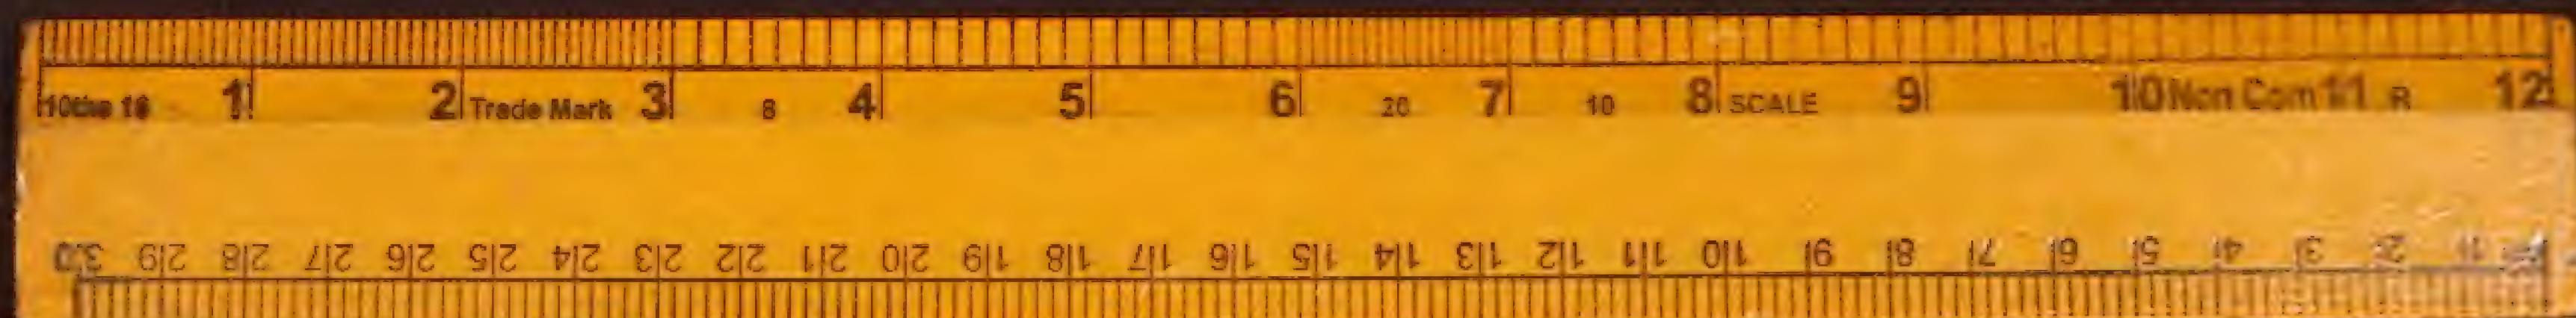 10ths 16 1 2 Trade Mark 3 8 4 5 6 20 7 10 8 SCALE 9 10 Non Com 11 R 12
30 29 28 27 26 25 24 23 22 21 20 19 18 17 16 15 14 13 12 11 10 9 8 7 6 5 4 3 2 1